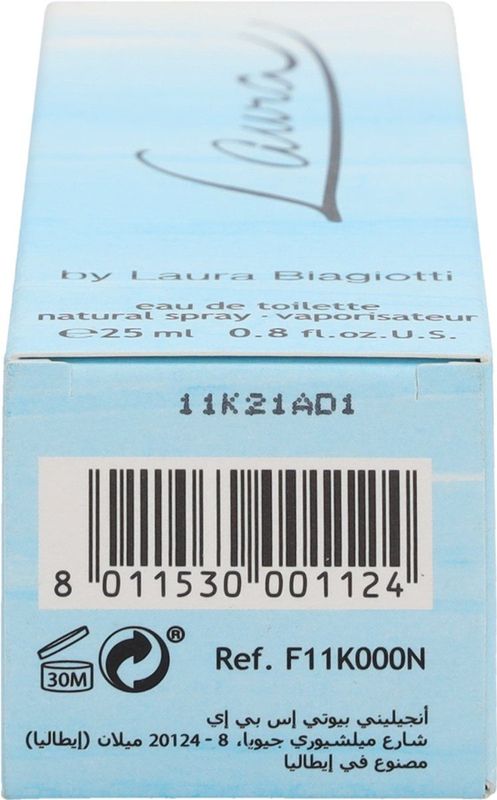 Laura
by Laura Biagiotti
eau de toilette
natural spray · vaporisateur
℮25 ml 0.8 fl.oz.U.S.
11K21AD1
8 011530 001124
30M ® Ref. F11K000N
أنجيليني بيوتي إس بي إي
شارع ميلشيوري جيويا، 8 - 20124 ميلان (إيطاليا)
مصنوع في إيطاليا